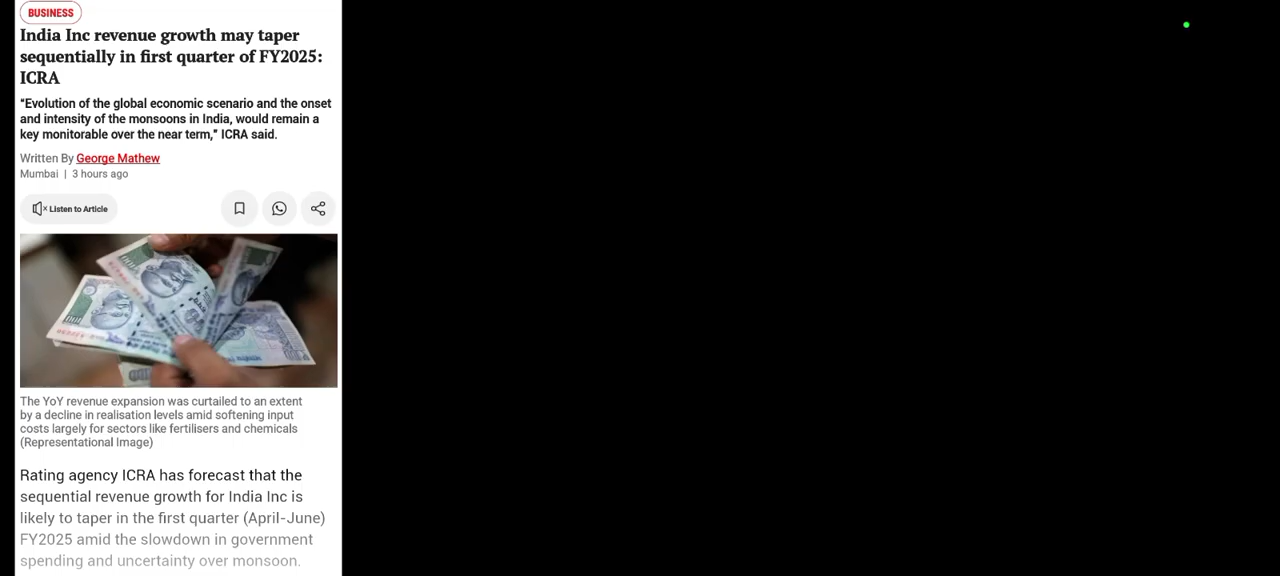 BUSINESS
India Inc revenue growth may taper
sequentially in first quarter of FY2025:
ICRA
“Evolution of the global economic scenario and the onset
and intensity of the monsoons in India, would remain a
key monitorable over the near term,” ICRA said.
Written By George Mathew
Mumbai | 3 hours ago
Listen to Article
The YoY revenue expansion was curtailed to an extent
by a decline in realisation levels amid softening input
costs largely for sectors like fertilisers and chemicals
(Representational Image)
Rating agency ICRA has forecast that the
sequential revenue growth for India Inc is
likely to taper in the first quarter (April-June)
FY2025 amid the slowdown in government
spending and uncertainty over monsoon.